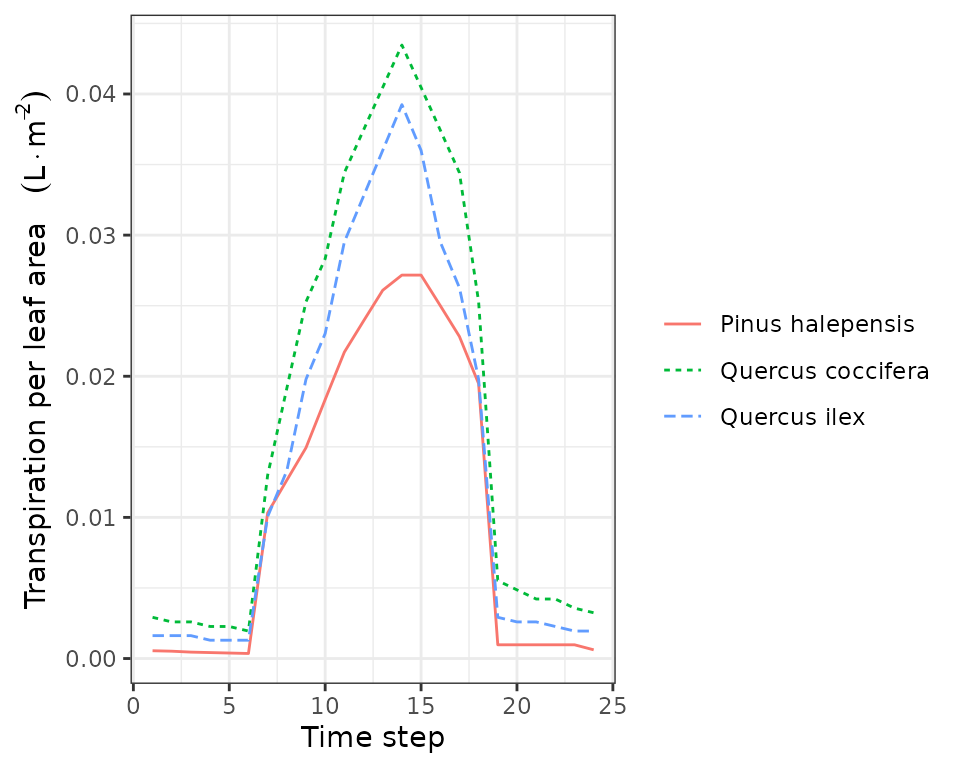 Transpiration per leaf area (L·m⁻²)
0.04
0.03
0.02
0.01
0.00
0 5 10 15 20 25
Time step
Pinus halepensis
Quercus coccifera
Quercus ilex